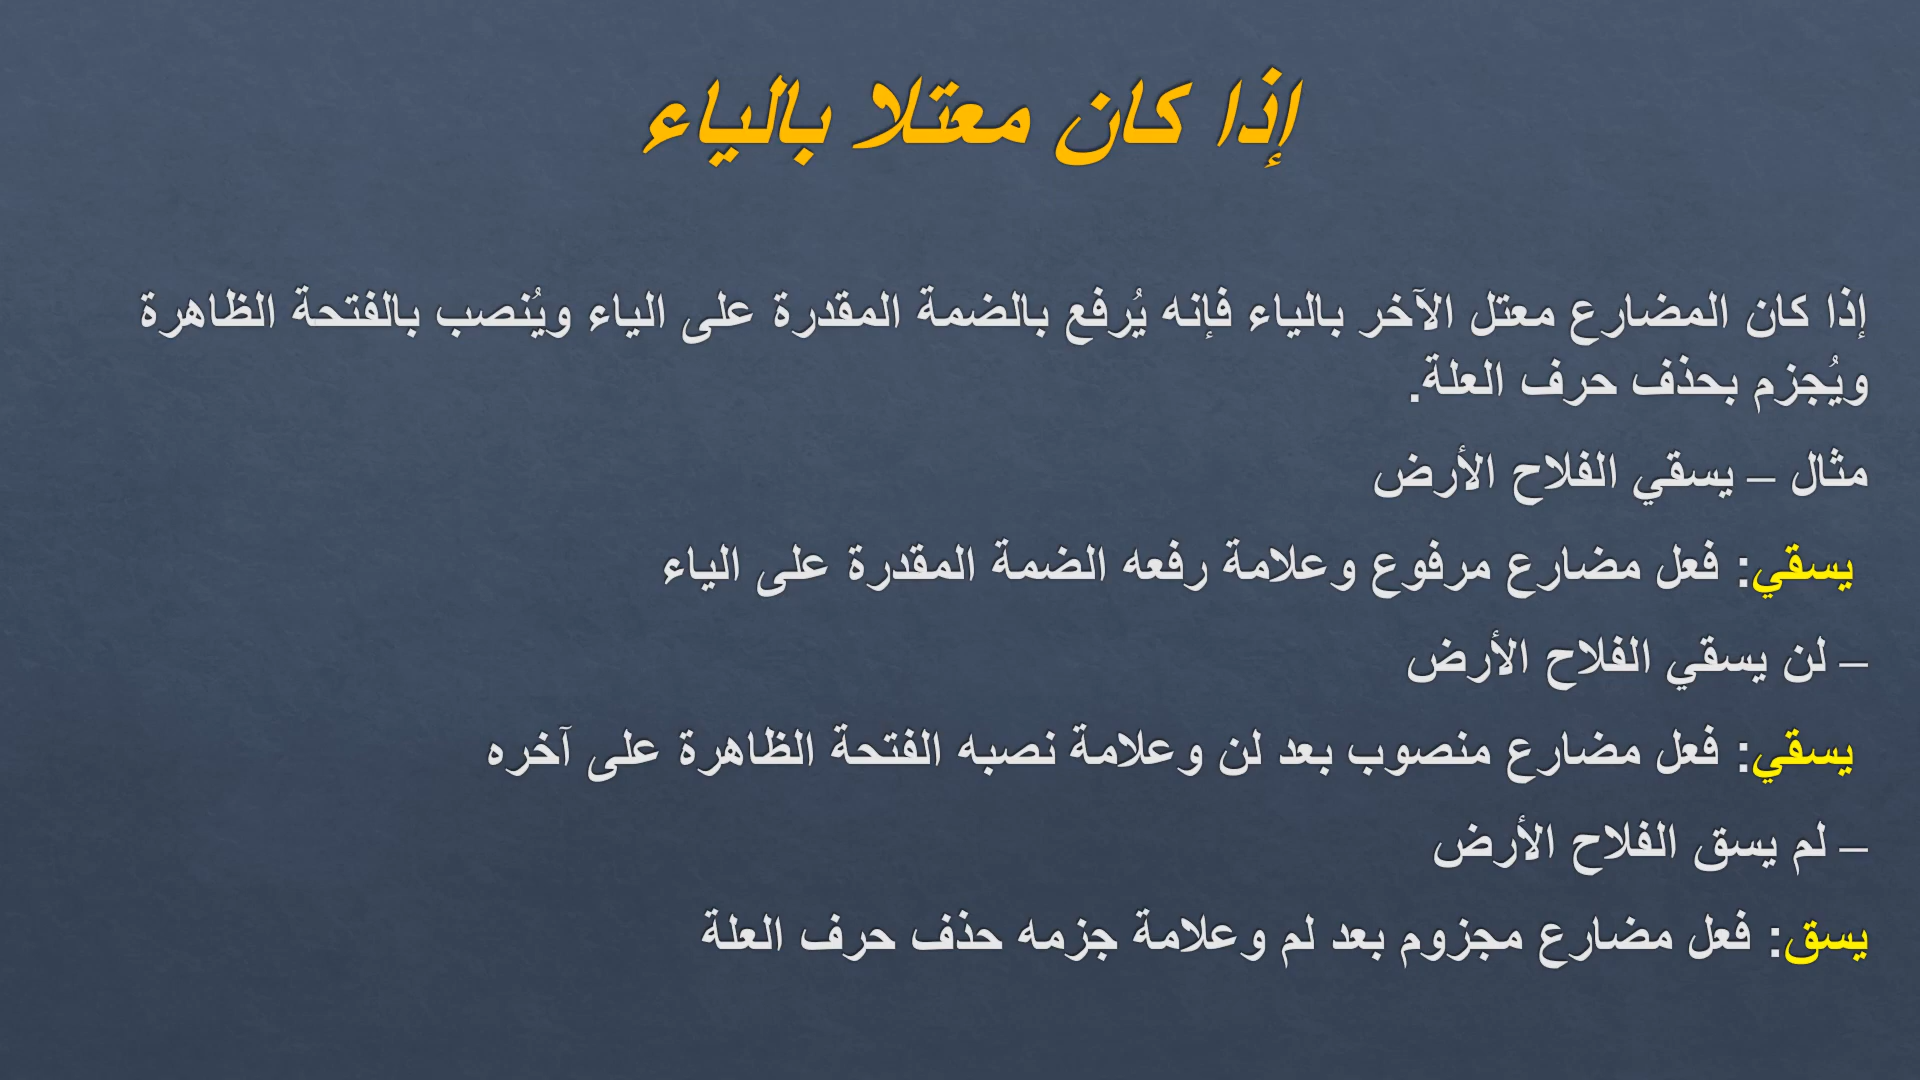 إذا كان معتلا بالياء
إذا كان المضارع معتل الآخر بالياء فإنه يُرفع بالضمة المقدرة على الياء ويُنصب بالفتحة الظاهرة
ويُجزم بحذف حرف العلة.
مثال – يسقي الفلاح الأرض
يسقي: فعل مضارع مرفوع وعلامة رفعه الضمة المقدرة على الياء
– لن يسقي الفلاح الأرض
يسقي: فعل مضارع منصوب بعد لن وعلامة نصبه الفتحة الظاهرة على آخره
– لم يسق الفلاح الأرض
يسق: فعل مضارع مجزوم بعد لم وعلامة جزمه حذف حرف العلة